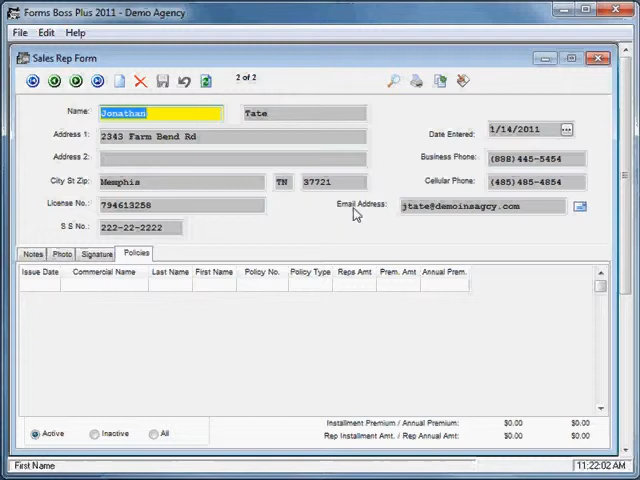 Forms Boss Plus 2011 - Demo Agency
File Edit Help
Sales Rep Form
2 of 2
Name: Jonathan Tate
Address 1: 2343 Farm Bend Rd
Date Entered: 1/14/2011 ...
Address 2:
Business Phone: (888) 445-5454
City St Zip: Memphis TN 37721
Cellular Phone: (485) 485-4854
License No.: 794613258
Email Address: jtate@demoinsagcy.com
S S No.: 222-22-2222
Notes Photo Signature Policies
Issue Date Commercial Name Last Name First Name Policy No. Policy Type Reps Amt Prem. Amt Annual Prem.
Active Inactive All
Installment Premium / Annual Premium: $0.00 $0.00
Rep Installment Amt. / Rep Annual Amt.: $0.00 $0.00
First Name
11:22:02 AM